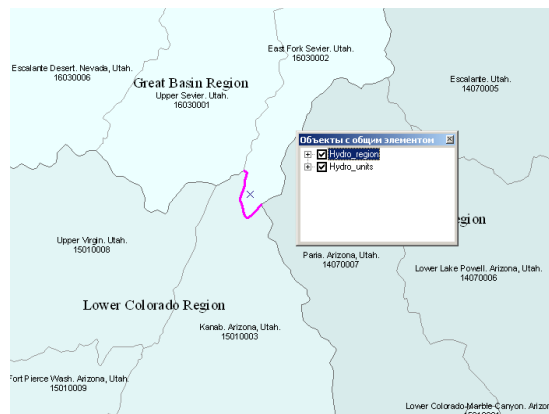 East Fork Sevier. Utah.
16030002
Escalante Desert. Nevada, Utah.
16030006
Great Basin Region
Upper Sevier. Utah.
16030001
Escalante. Utah.
14070005
Объекты с общим элементом
Hydro_region
Hydro_units
Upper Virgin. Utah.
15010008
Paria. Arizona, Utah.
14070007
Lower Lake Powell. Arizona, Utah.
14070006
Lower Colorado Region
Kanab. Arizona, Utah.
15010003
Fort Pierce Wash. Arizona, Utah.
15010009
Lower Colorado-Marble Canyon. Arizo